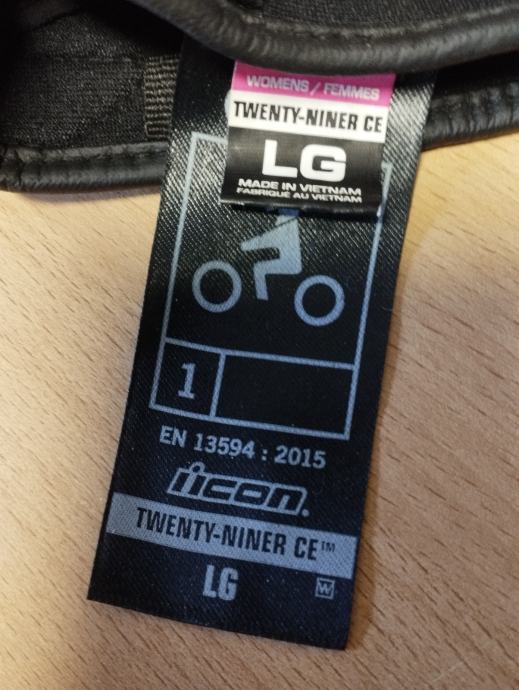 WOMENS / FEMMES
TWENTY-NINER CE
LG
MADE IN VIETNAM
FABRIQUÉ AU VIETNAM
1
EN 13594 : 2015
icon®
TWENTY-NINER CE™
LG
W